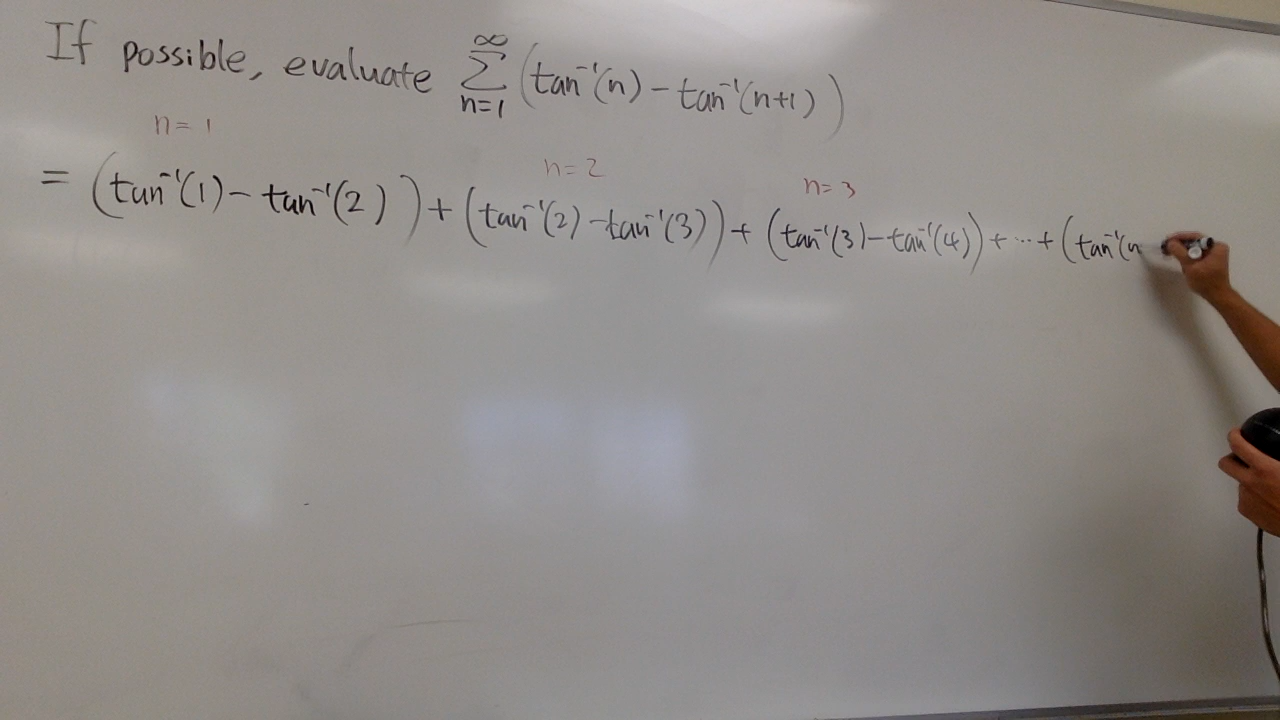 If possible, evaluate ∑_{n=1}^{∞} (tan⁻¹(n) − tan⁻¹(n+1))
n=1 n=2 n=3
= (tan⁻¹(1) − tan⁻¹(2)) + (tan⁻¹(2) − tan⁻¹(3)) + (tan⁻¹(3) − tan⁻¹(4)) + ⋯ + (tan⁻¹(n